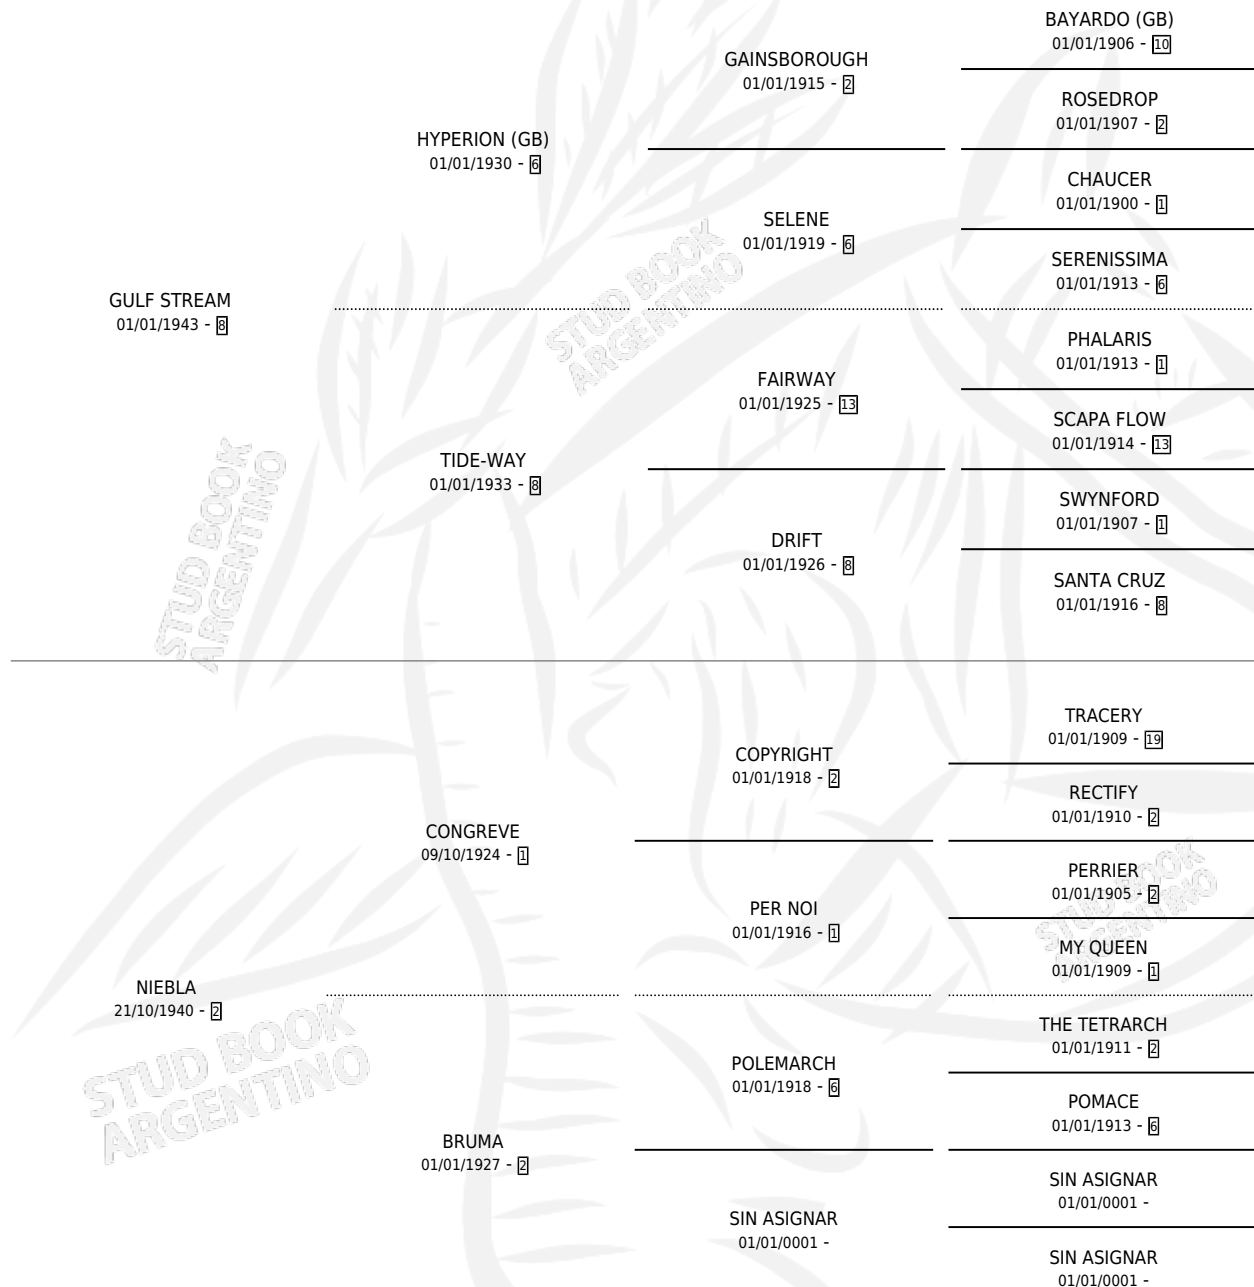 BAYARDO (GB)
01/01/1906 - 10
GAINSBOROUGH
01/01/1915 - 2
ROSEDROP
01/01/1907 - 2
HYPERION (GB)
01/01/1930 - 6
CHAUCER
01/01/1900 - 1
SELENE
01/01/1919 - 6
SERENISSIMA
01/01/1913 - 6
GULF STREAM
01/01/1943 - 8
PHALARIS
01/01/1913 - 1
FAIRWAY
01/01/1925 - 13
SCAPA FLOW
01/01/1914 - 13
TIDE-WAY
01/01/1933 - 8
SWYNFORD
01/01/1907 - 1
DRIFT
01/01/1926 - 8
SANTA CRUZ
01/01/1916 - 8
TRACERY
01/01/1909 - 19
COPYRIGHT
01/01/1918 - 2
RECTIFY
01/01/1910 - 2
CONGREVE
09/10/1924 - 1
PERRIER
01/01/1905 - 2
PER NOI
01/01/1916 - 1
MY QUEEN
01/01/1909 - 1
NIEBLA
21/10/1940 - 2
THE TETRARCH
01/01/1911 - 2
POLEMARCH
01/01/1918 - 6
POMACE
01/01/1913 - 6
BRUMA
01/01/1927 - 2
SIN ASIGNAR
01/01/0001 -
SIN ASIGNAR
01/01/0001 -
SIN ASIGNAR
01/01/0001 -
STUD BOOK
ARGENTINO
STUD BOOK
ARGENTINO
STUD BOOK
ARGENTINO
STUD BOOK
ARGENTINO